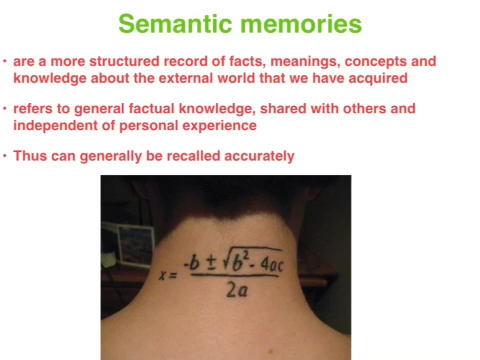 Semantic memories
• are a more structured record of facts, meanings, concepts and
knowledge about the external world that we have acquired
• refers to general factual knowledge, shared with others and
independent of personal experience
• Thus can generally be recalled accurately
x = -b ± √b² - 4ac
2a